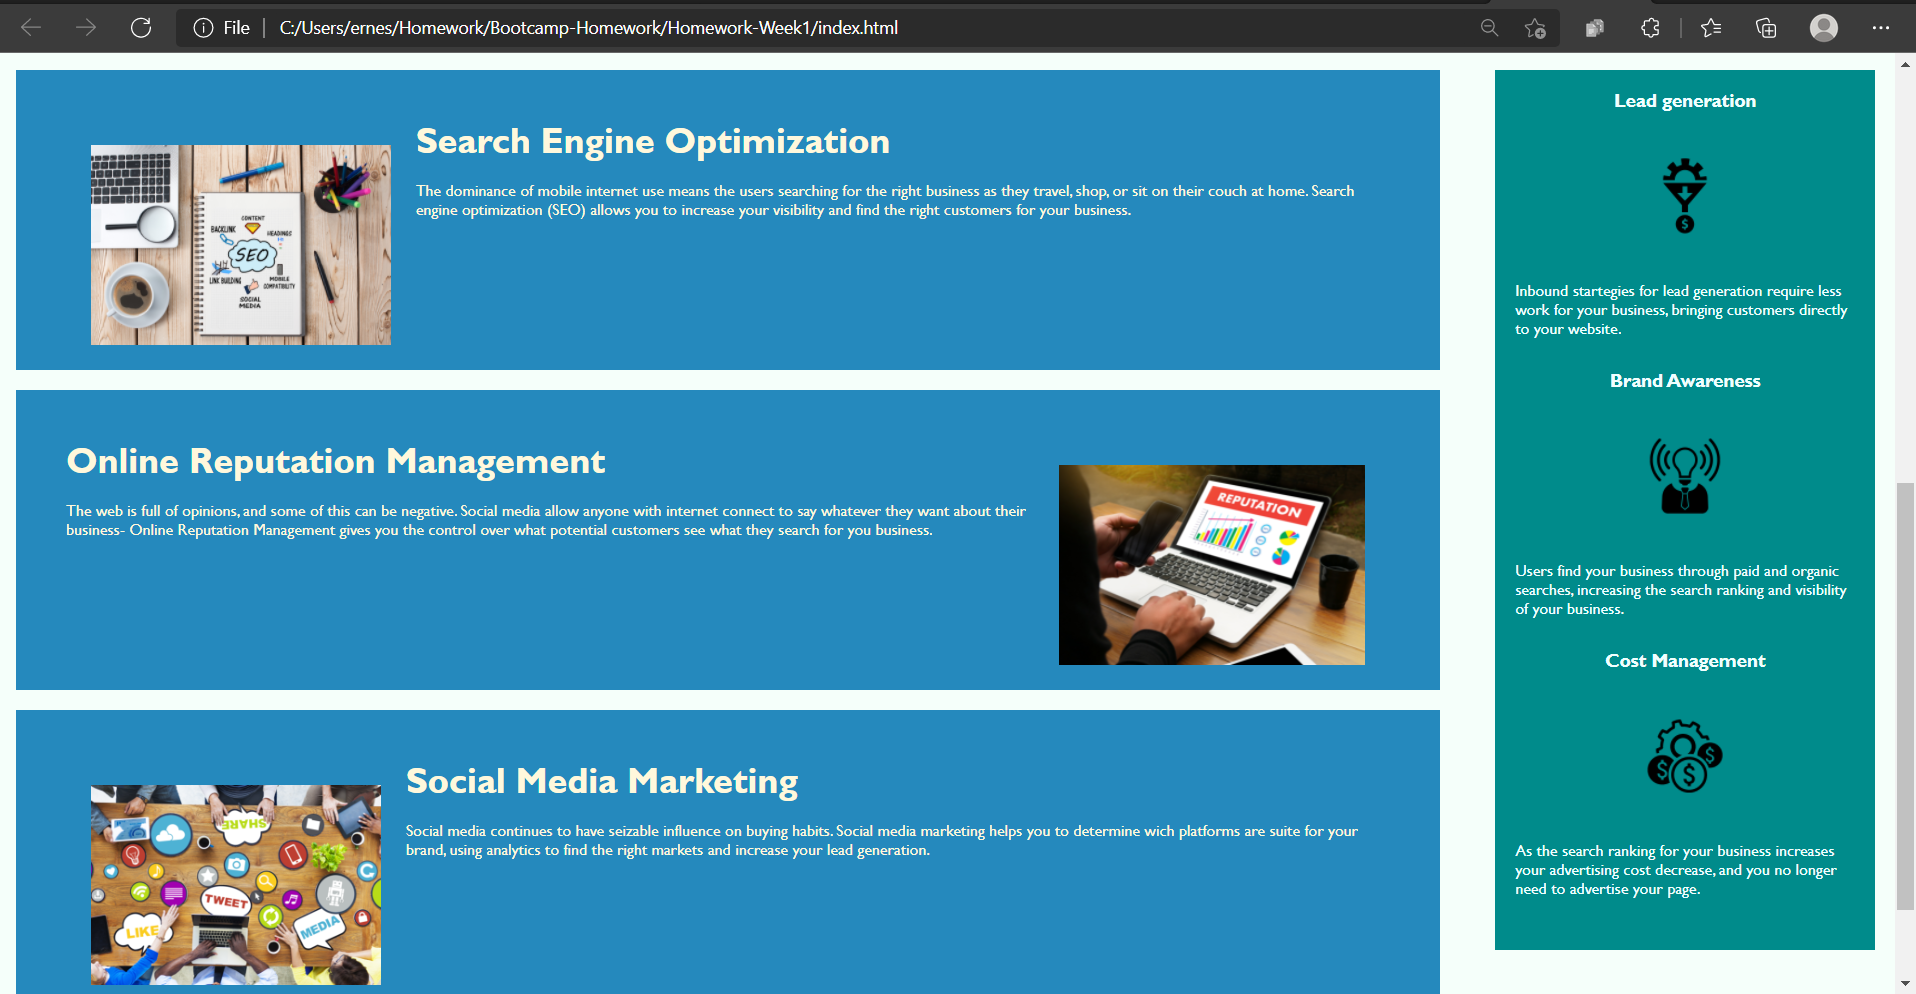 File
C:/Users/ernes/Homework/Bootcamp-Homework/Homework-Week1/index.html
Search Engine Optimization
The dominance of mobile internet use means the users searching for the right business as they travel, shop, or sit on their couch at home. Search
engine optimization (SEO) allows you to increase your visibility and find the right customers for your business.
CONTENT
BACKLINK
HEADINGS
SEO
LINK BUILDING
MOBILE
COMPATIBILITY
SOCIAL
MEDIA
Online Reputation Management
The web is full of opinions, and some of this can be negative. Social media allow anyone with internet connect to say whatever they want about their
business- Online Reputation Management gives you the control over what potential customers see what they search for you business.
REPUTATION
Social Media Marketing
Social media continues to have seizable influence on buying habits. Social media marketing helps you to determine wich platforms are suite for your
brand, using analytics to find the right markets and increase your lead generation.
SHARE
TWEET
LIKE
MEDIA
Lead generation
$
Inbound startegies for lead generation require less
work for your business, bringing customers directly
to your website.
Brand Awareness
Users find your business through paid and organic
searches, increasing the search ranking and visibility
of your business.
Cost Management
$ $ $
As the search ranking for your business increases
your advertising cost decrease, and you no longer
need to advertise your page.